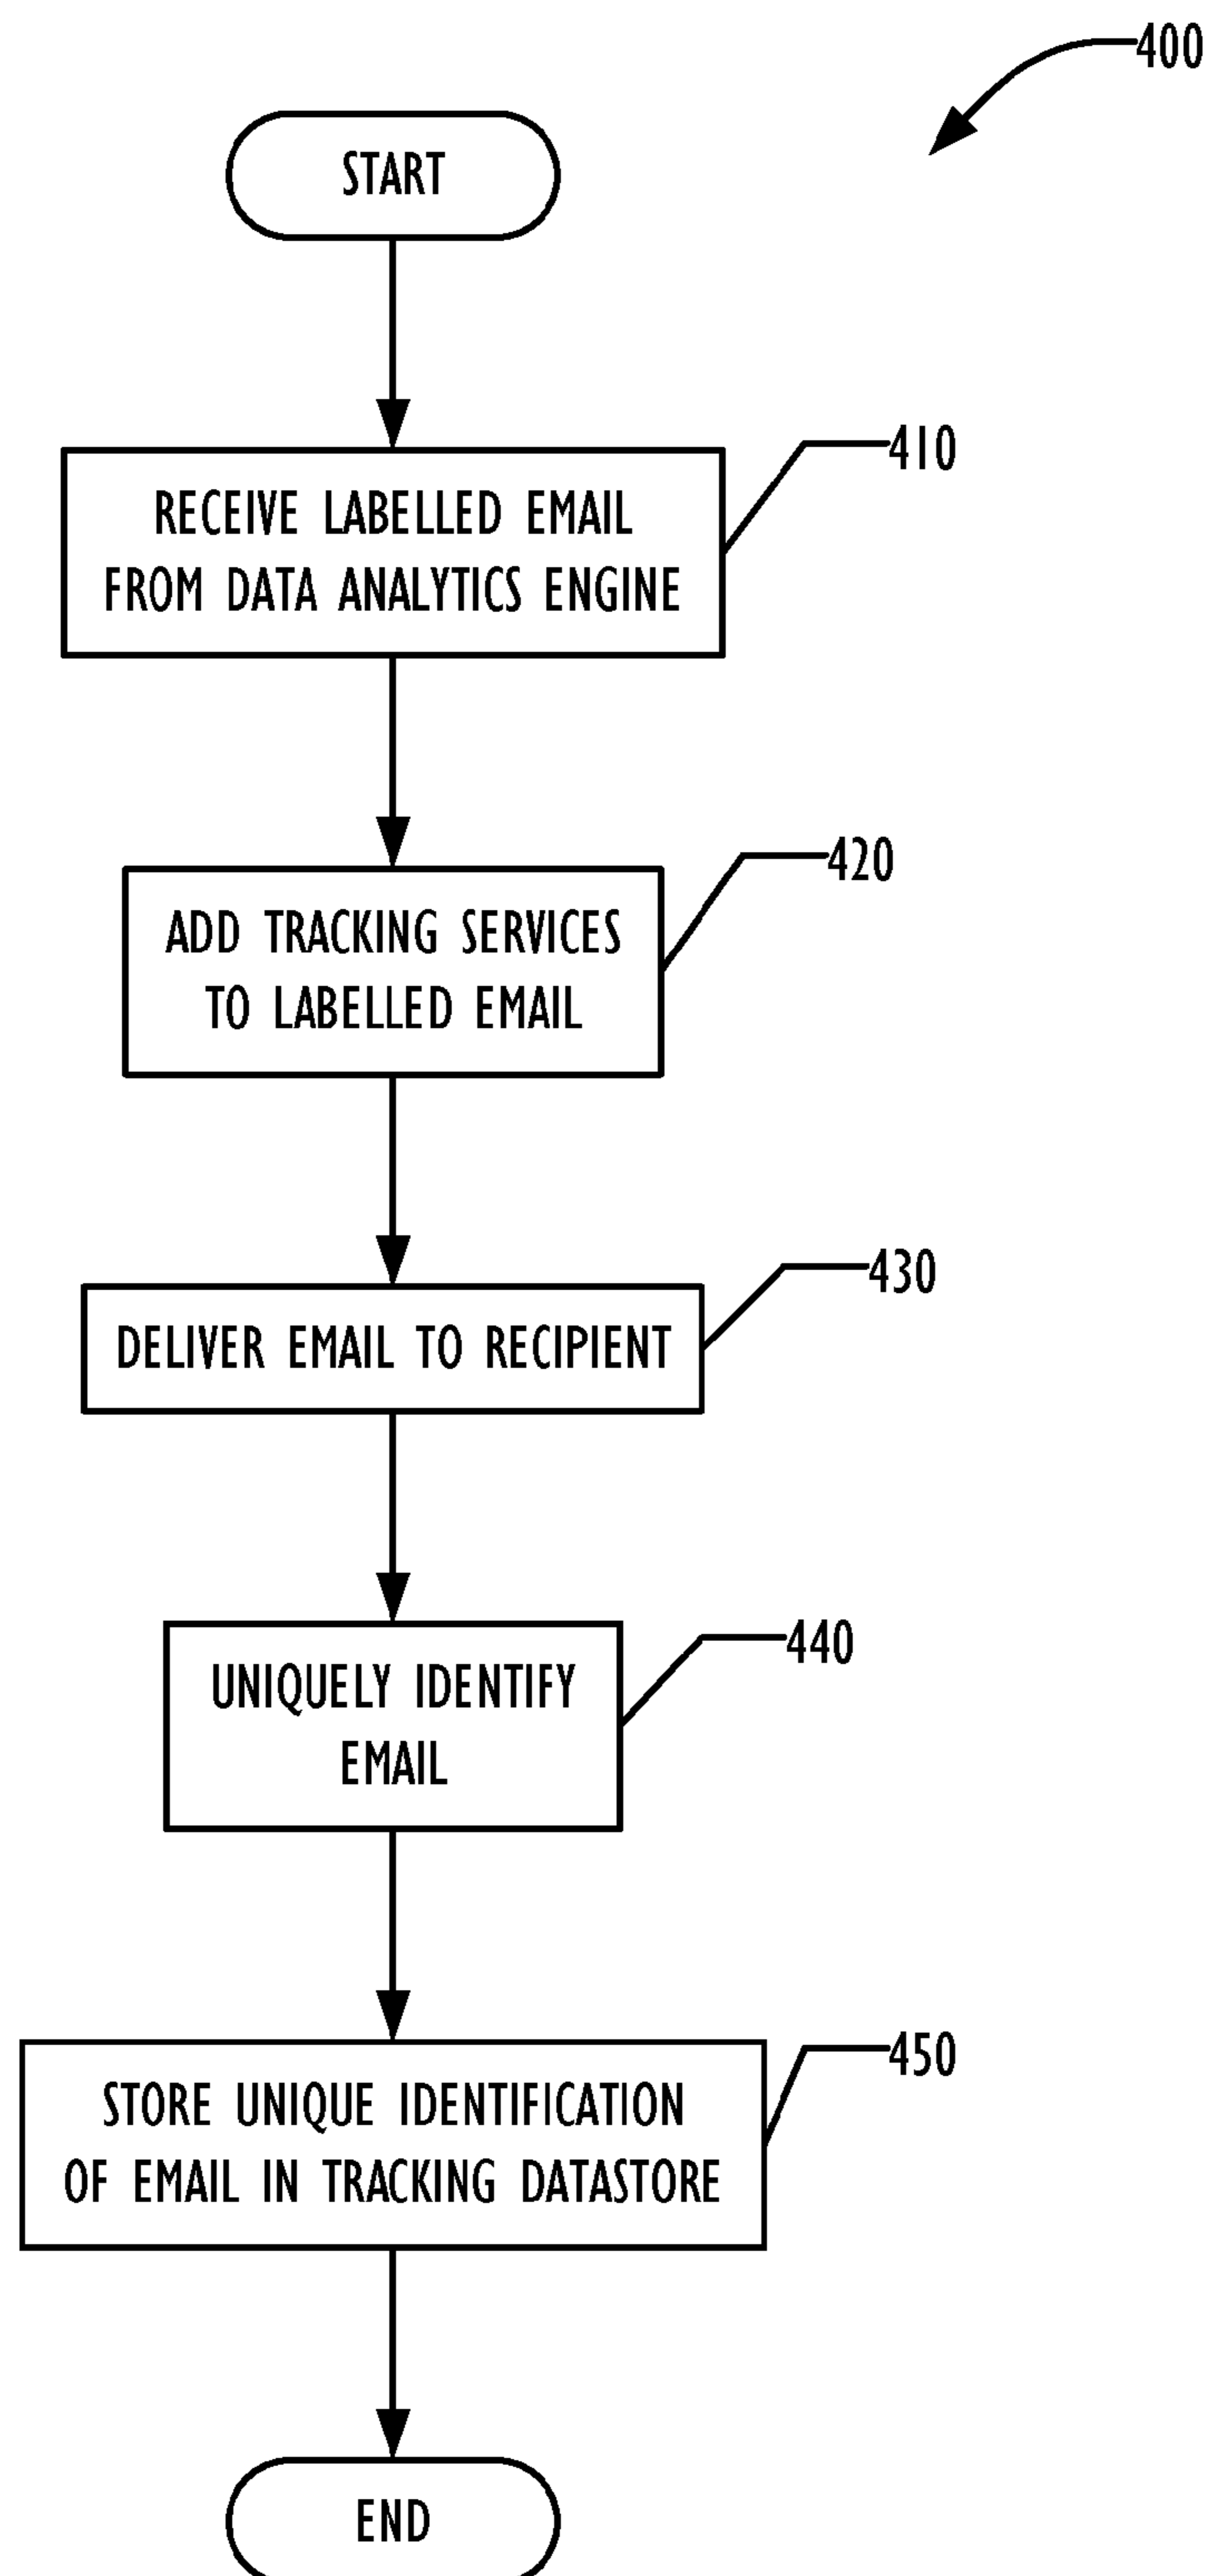 400
START
410
RECEIVE LABELLED EMAIL
FROM DATA ANALYTICS ENGINE
420
ADD TRACKING SERVICES
TO LABELLED EMAIL
430
DELIVER EMAIL TO RECIPIENT
440
UNIQUELY IDENTIFY
EMAIL
450
STORE UNIQUE IDENTIFICATION
OF EMAIL IN TRACKING DATASTORE
END